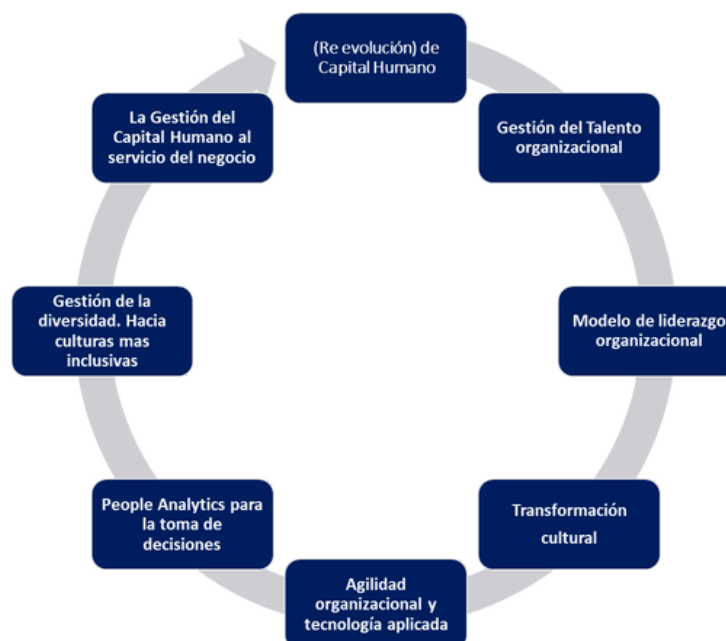 (Re evolución) de
Capital Humano
Gestión del Talento
organizacional
Modelo de liderazgo
organizacional
Transformación
cultural
Agilidad
organizacional y
tecnología aplicada
People Analytics para
la toma de
decisiones
Gestión de la
diversidad. Hacia
culturas mas
inclusivas
La Gestión del
Capital Humano al
servicio del negocio